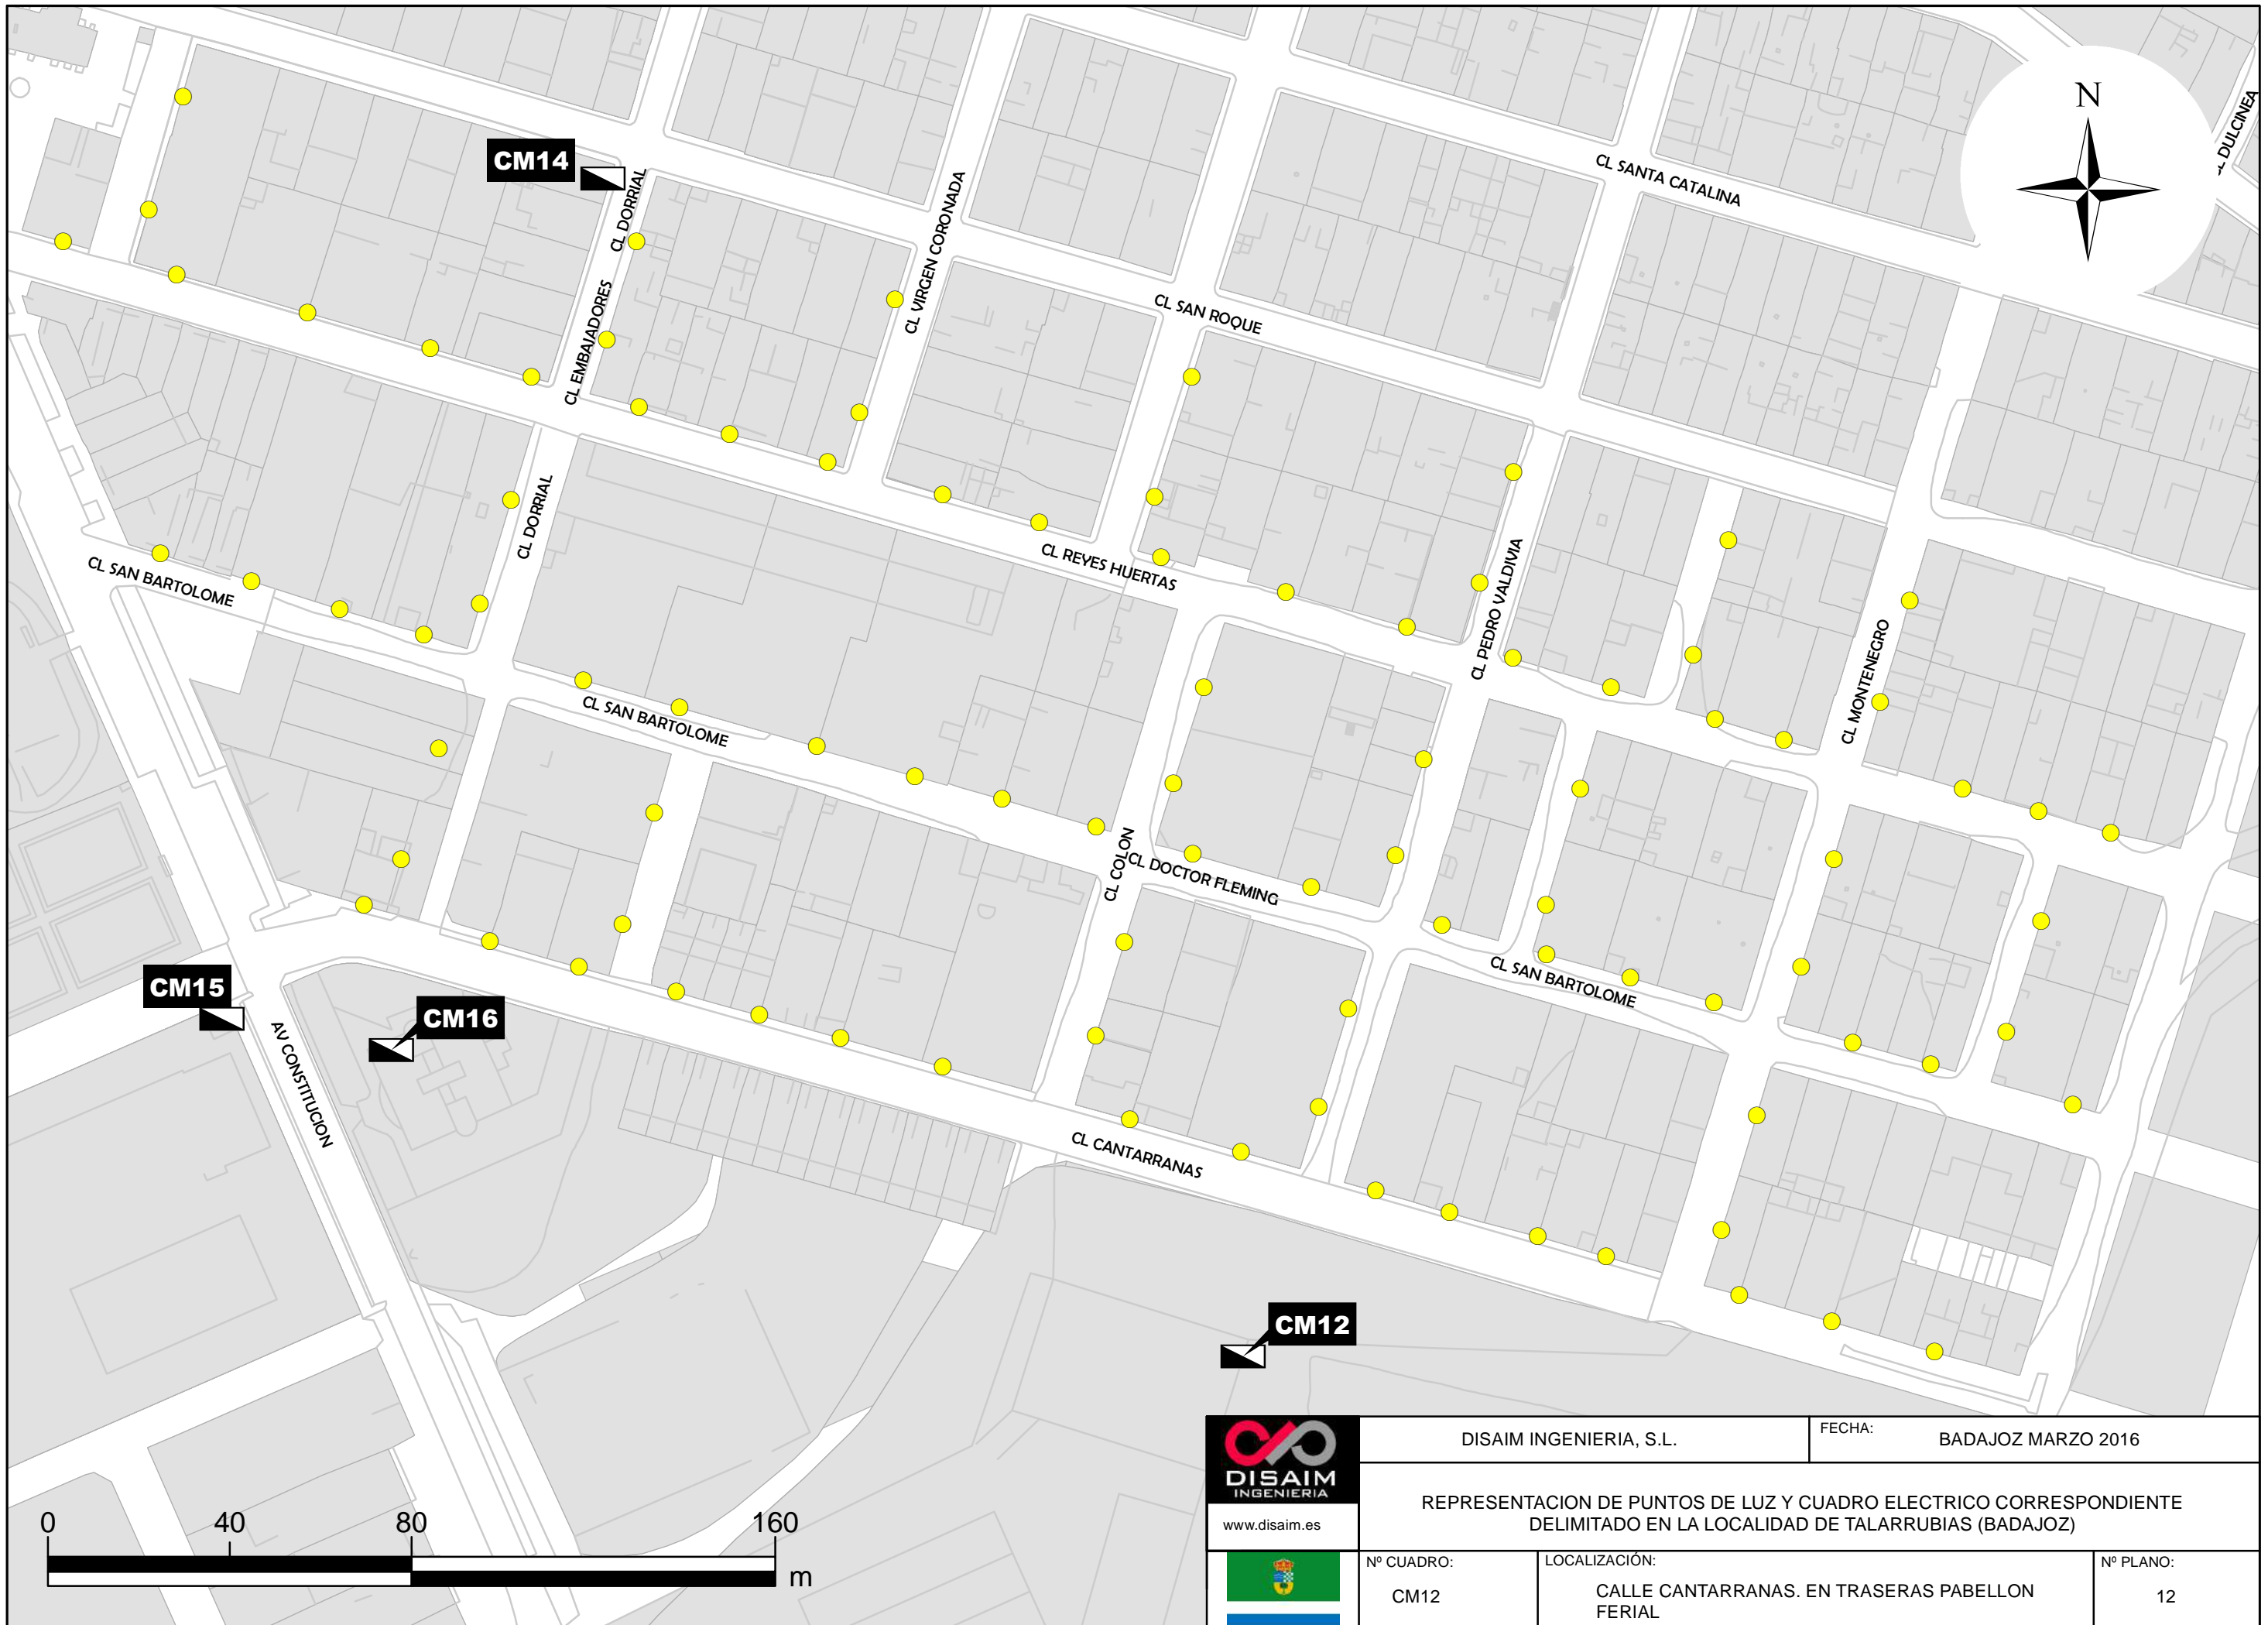 N
CL DULCINEA
CM14
CL DORRIAL
CL SANTA CATALINA
CL VIRGEN CORONADA
CL EMBAJADORES
CL SAN ROQUE
CL DORRIAL
CL REYES HUERTAS
CL PEDRO VALDIVIA
CL SAN BARTOLOME
CL MONTENEGRO
CL SAN BARTOLOME
CL COLON
CL DOCTOR FLEMING
CL SAN BARTOLOME
CM15
CM16
AV CONSTITUCION
CL CANTARRANAS
CM12
0 40 80 160
m
DISAIM
INGENIERIA
www.disaim.es
DISAIM INGENIERIA, S.L.
FECHA:
BADAJOZ MARZO 2016
REPRESENTACION DE PUNTOS DE LUZ Y CUADRO ELECTRICO CORRESPONDIENTE
DELIMITADO EN LA LOCALIDAD DE TALARRUBIAS (BADAJOZ)
Nº CUADRO:
CM12
LOCALIZACIÓN:
CALLE CANTARRANAS. EN TRASERAS PABELLON
FERIAL
Nº PLANO:
12